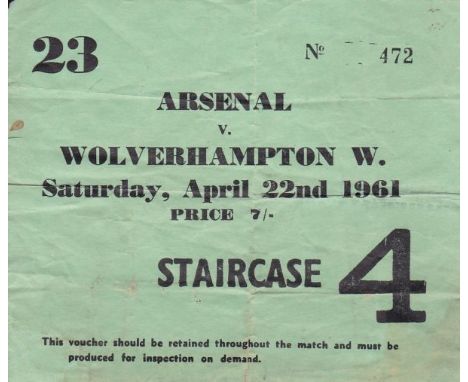 23
Nº 472
ARSENAL
v.
WOLVERHAMPTON W.
Saturday, April 22nd 1961
PRICE 7/-
STAIRCASE 4
This voucher should be retained throughout the match and must be
produced for inspection on demand.